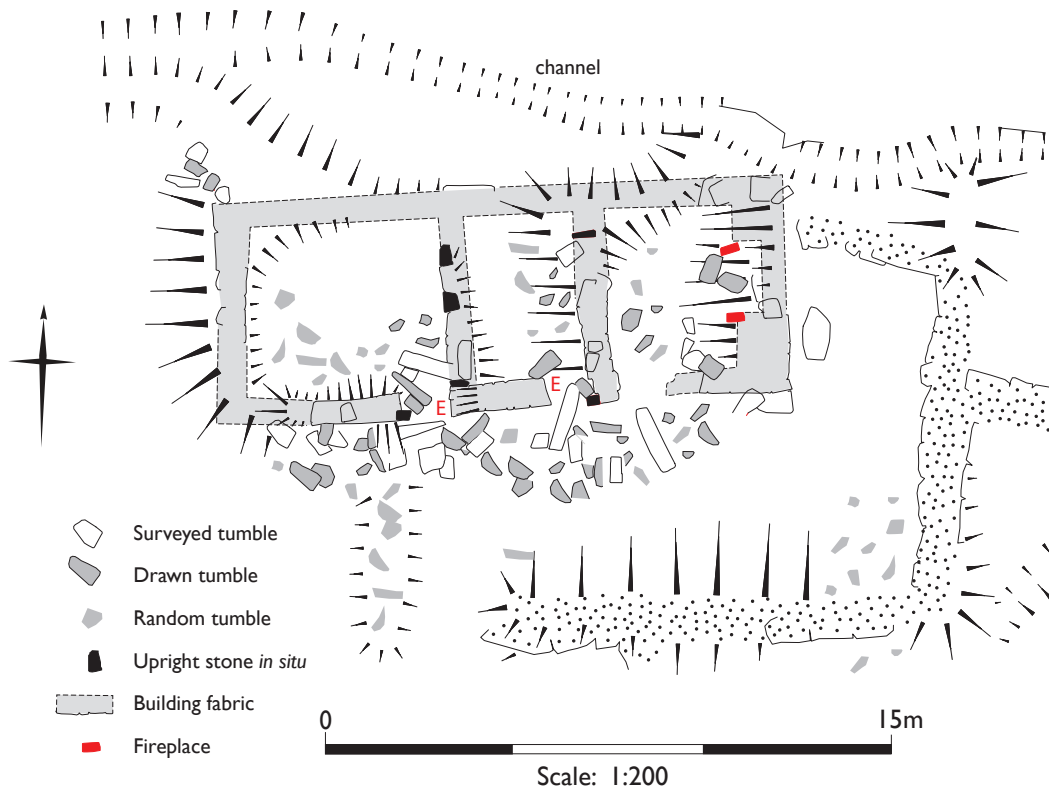 channel
E
E
Surveyed tumble
Drawn tumble
Random tumble
Upright stone in situ
Building fabric
Fireplace
0 15m
Scale: 1:200